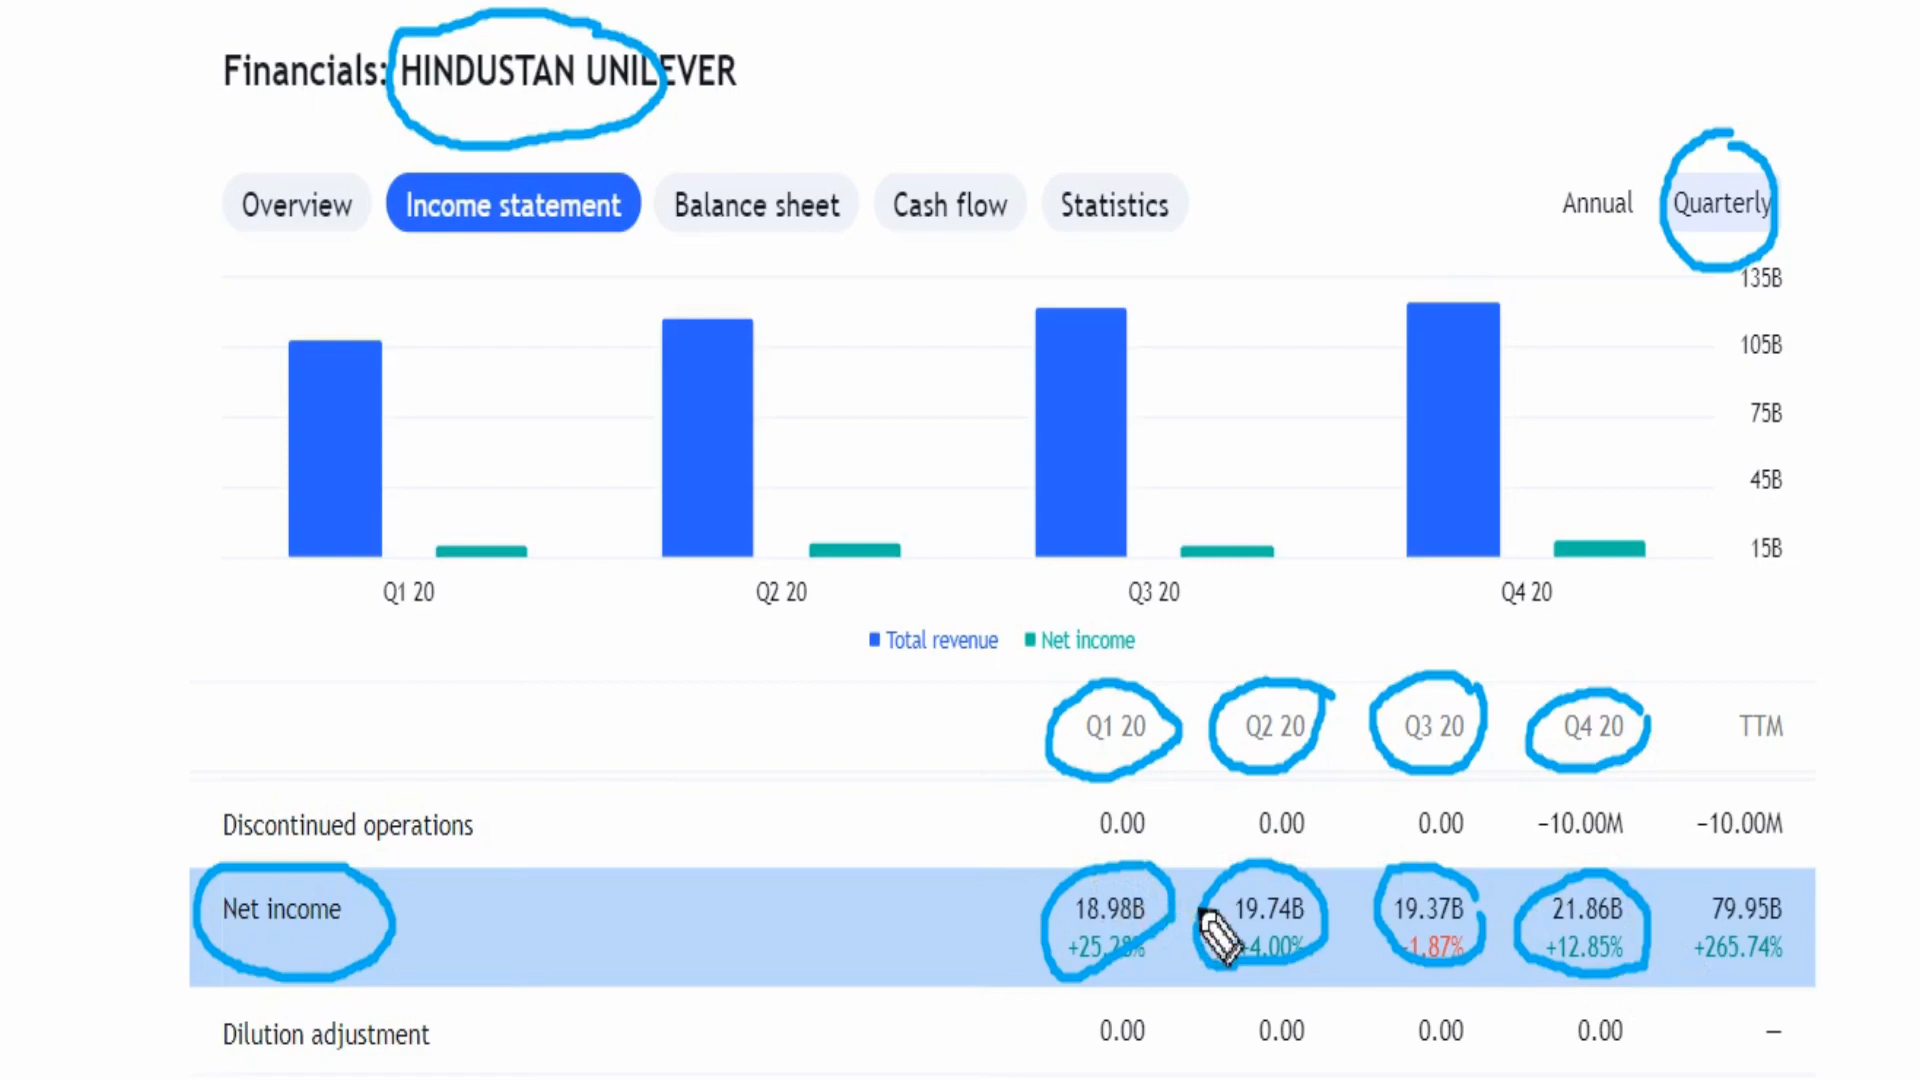 Financials: HINDUSTAN UNILEVER
Overview Income statement Balance sheet Cash flow Statistics Annual Quarterly
135B
105B
75B
45B
15B
Q1 20 Q2 20 Q3 20 Q4 20
Total revenue Net income
Q1 20 Q2 20 Q3 20 Q4 20 TTM
Discontinued operations 0.00 0.00 0.00 −10.00M −10.00M
Net income 18.98B 19.74B 19.37B 21.86B 79.95B
+25.28% +4.00% −1.87% +12.85% +265.74%
Dilution adjustment 0.00 0.00 0.00 0.00 —